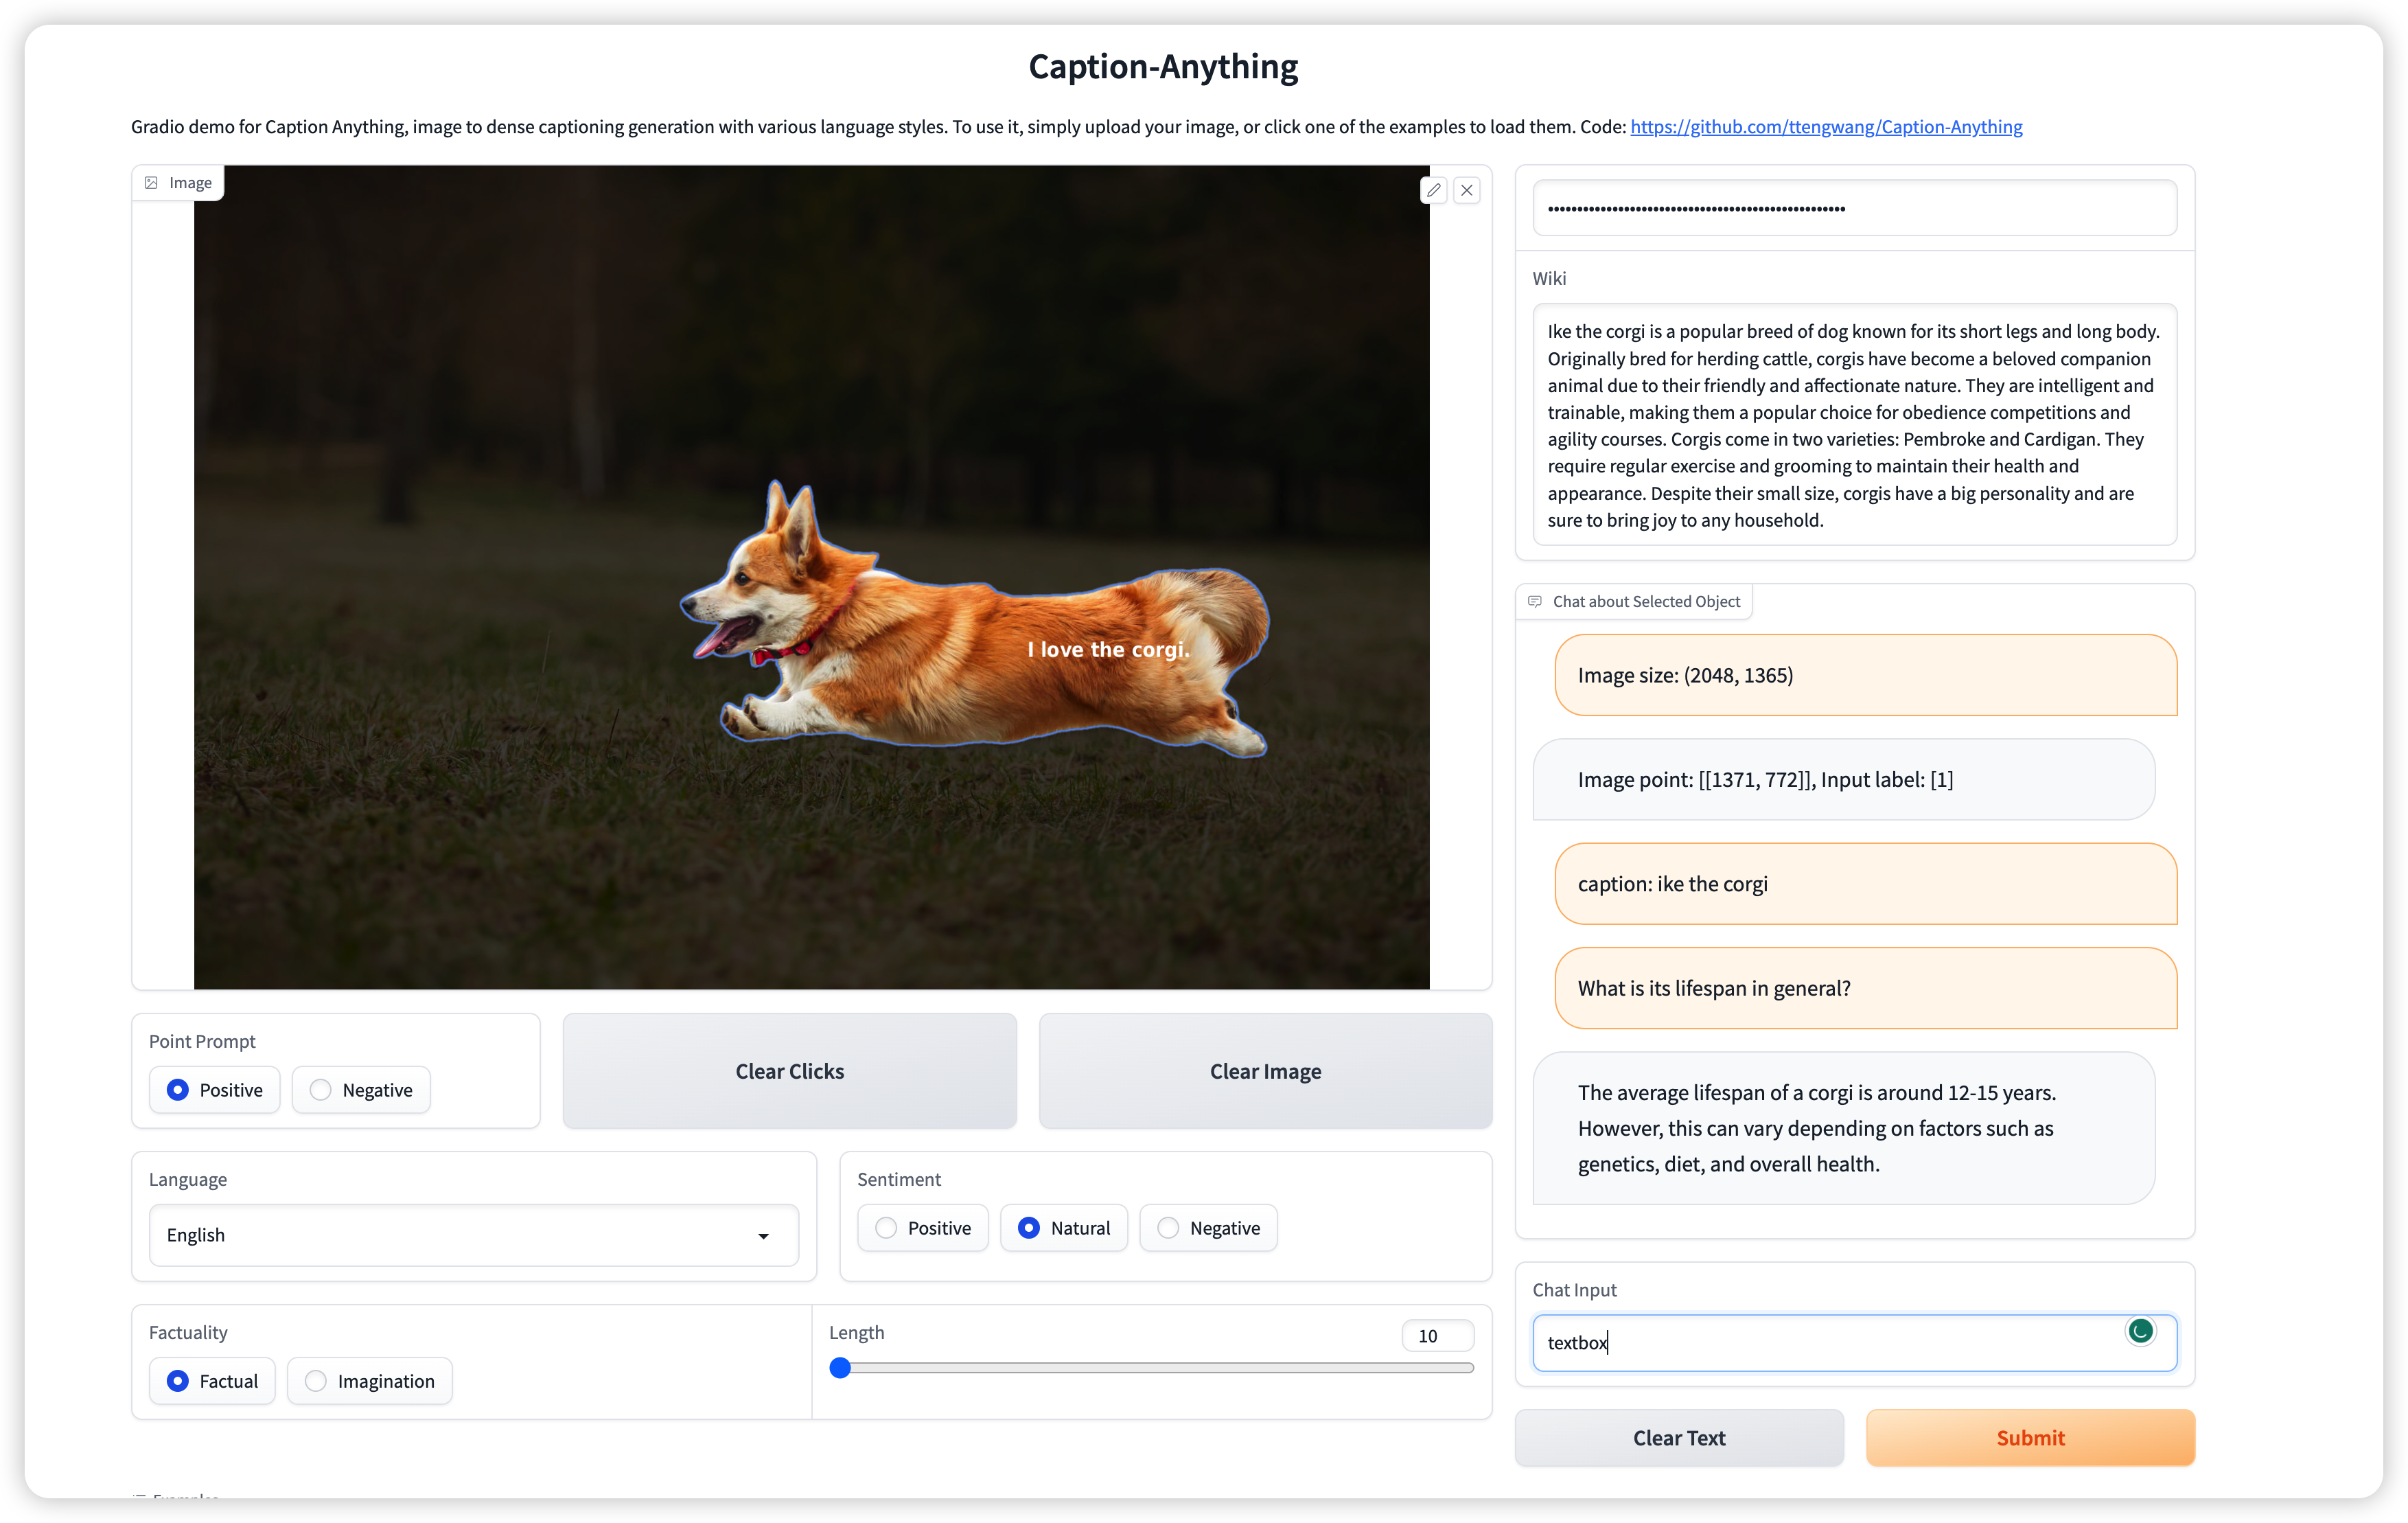 Caption-Anything
Gradio demo for Caption Anything, image to dense captioning generation with various language styles. To use it, simply upload your image, or click one of the examples to load them. Code: https://github.com/ttengwang/Caption-Anything
Image
I love the corgi.
Point Prompt
Positive
Negative
Clear Clicks
Clear Image
Language
English
Sentiment
Positive
Natural
Negative
Factuality
Factual
Imagination
Length
10
Wiki
Ike the corgi is a popular breed of dog known for its short legs and long body.
Originally bred for herding cattle, corgis have become a beloved companion
animal due to their friendly and affectionate nature. They are intelligent and
trainable, making them a popular choice for obedience competitions and
agility courses. Corgis come in two varieties: Pembroke and Cardigan. They
require regular exercise and grooming to maintain their health and
appearance. Despite their small size, corgis have a big personality and are
sure to bring joy to any household.
Chat about Selected Object
Image size: (2048, 1365)
Image point: [[1371, 772]], Input label: [1]
caption: ike the corgi
What is its lifespan in general?
The average lifespan of a corgi is around 12-15 years.
However, this can vary depending on factors such as
genetics, diet, and overall health.
Chat Input
textbox
Clear Text
Submit